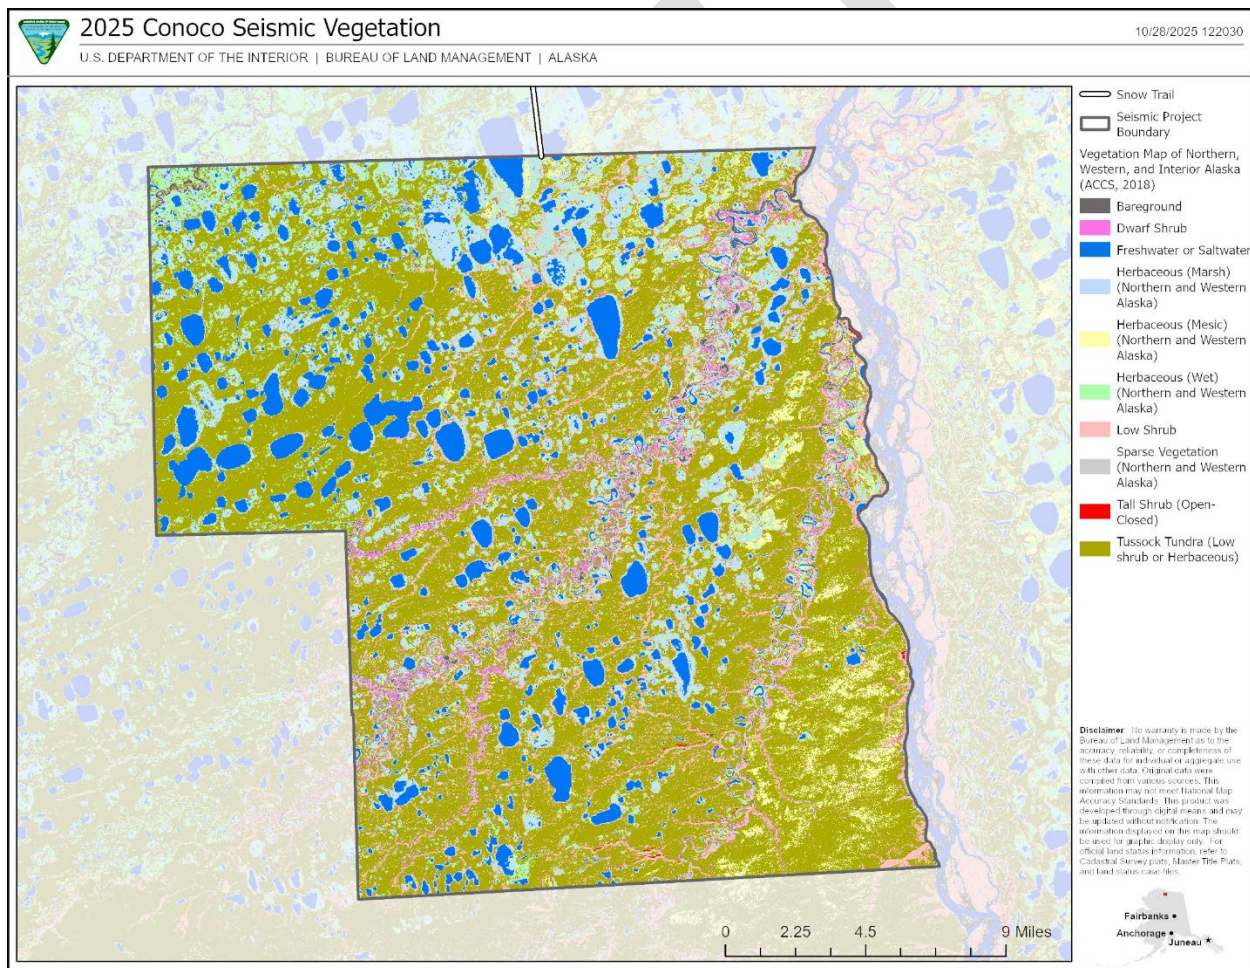 2025 Conoco Seismic Vegetation
10/28/2025 122030
U.S. DEPARTMENT OF THE INTERIOR | BUREAU OF LAND MANAGEMENT | ALASKA
Snow Trail
Seismic Project
Boundary
Vegetation Map of Northern,
Western, and Interior Alaska
(ACCS, 2018)
Bareground
Dwarf Shrub
Freshwater or Saltwater
Herbaceous (Marsh)
(Northern and Western
Alaska)
Herbaceous (Mesic)
(Northern and Western
Alaska)
Herbaceous (Wet)
(Northern and Western
Alaska)
Low Shrub
Sparse Vegetation
(Northern and Western
Alaska)
Tall Shrub (Open-
Closed)
Tussock Tundra (Low
shrub or Herbaceous)
Disclaimer: No warranty is made by the
Bureau of Land Management as to the
accuracy, reliability, or completeness of
these data for individual or aggregate use
with other data. Original data were
compiled from various sources. This
information may not meet National Map
Accuracy Standards. This product was
developed through digital means and may
be updated without notification. The
information displayed on this map should
be used for graphic display only. For
official land status information, refer to
Cadastral Survey plats, Master Title Plats,
and land status case-files.
Fairbanks
Anchorage
Juneau
0 2.25 4.5 9 Miles